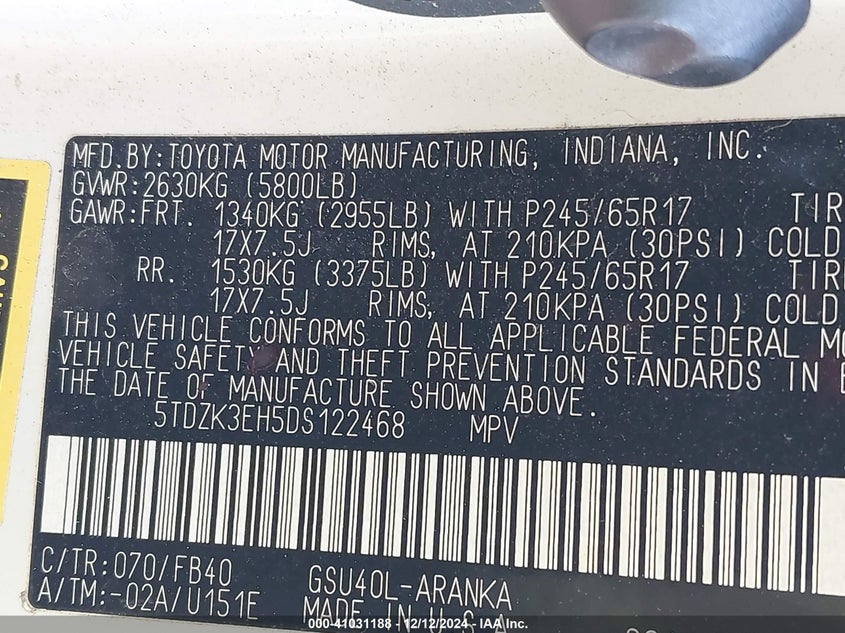 MFD.BY:TOYOTA MOTOR MANUFACTURING, INDIANA, INC.
GVWR:2630KG (5800LB)
GAWR:FRT. 1340KG (2955LB) WITH P245/65R17 TIR
17X7.5J RIMS, AT 210KPA (30PSI) COLD
RR. 1530KG (3375LB) WITH P245/65R17 TIR
17X7.5J RIMS, AT 210KPA (30PSI) COLD
THIS VEHICLE CONFORMS TO ALL APPLICABLE FEDERAL MO
VEHICLE SAFETY AND THEFT PREVENTION STANDARDS IN E
THE DATE OF MANUFACTURE SHOWN ABOVE.
5TDZK3EH5DS122468 MPV
C/TR:070/FB40 GSU40L-ARANKA
A/TM:-02A/U151E MADE IN U.S.A
000-41031188 - 12/12/2024 - IAA